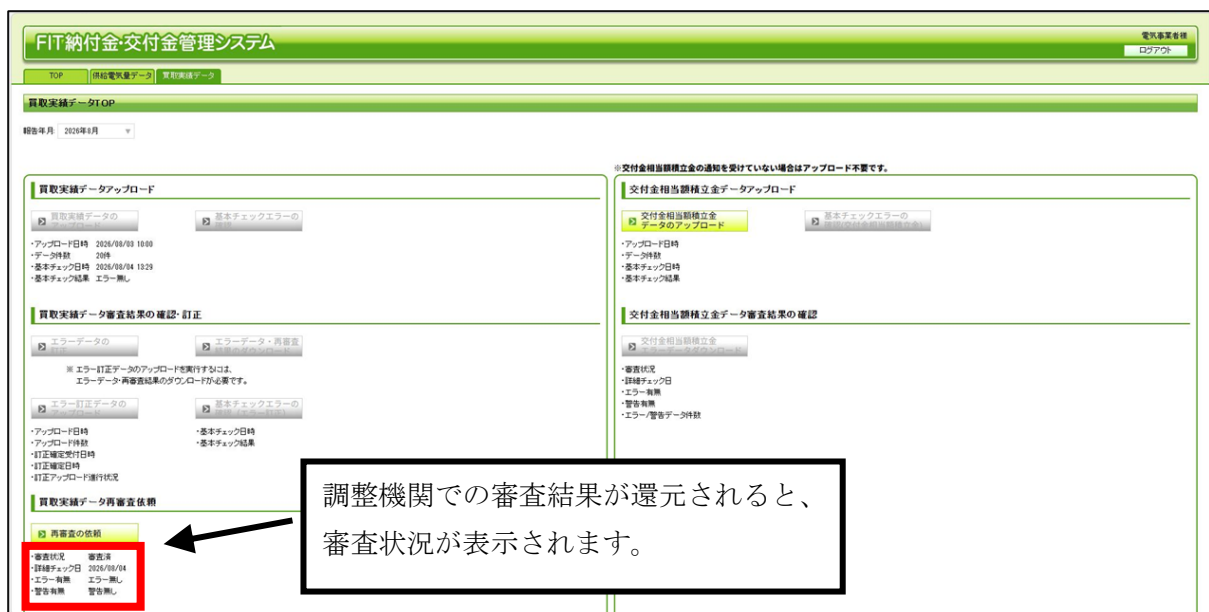 FIT納付金・交付金管理システム
電気事業者様
ログアウト
TOP 供給電気量データ 買取実績データ
買取実績データTOP
報告年月 2026年8月
※交付金相当額積立金の通知を受けていない場合はアップロード不要です。
買取実績データアップロード
買取実績データの
アップロード
基本チェックエラーの
確認
・アップロード日時 2026/08/03 10:00
・データ件数 20件
・基本チェック日時 2026/08/04 13:29
・基本チェック結果 エラー無し
買取実績データ審査結果の確認・訂正
エラーデータの
訂正
エラーデータ・再審査
結果のダウンロード
※ エラー訂正データのアップロードを実行するには、
エラーデータ・再審査結果のダウンロードが必要です。
エラー訂正データの
アップロード
基本チェックエラーの
確認（エラー訂正）
・アップロード日時
・アップロード件数
・訂正確定受付日時
・訂正確定日時
・訂正アップロード進行状況
・基本チェック日時
・基本チェック結果
買取実績データ再審査依頼
再審査の依頼
・審査状況 審査済
・詳細チェック日 2026/08/04
・エラー有無 エラー無し
・警告有無 警告無し
交付金相当額積立金データアップロード
交付金相当額積立金
データのアップロード
基本チェックエラーの
確認(交付金相当額積立金)
・アップロード日時
・データ件数
・基本チェック日時
・基本チェック結果
交付金相当額積立金データ審査結果の確認
交付金相当額積立金
エラーデータダウンロード
・審査状況
・詳細チェック日
・エラー有無
・警告有無
・エラー/警告データ件数
調整機関での審査結果が還元されると、
審査状況が表示されます。